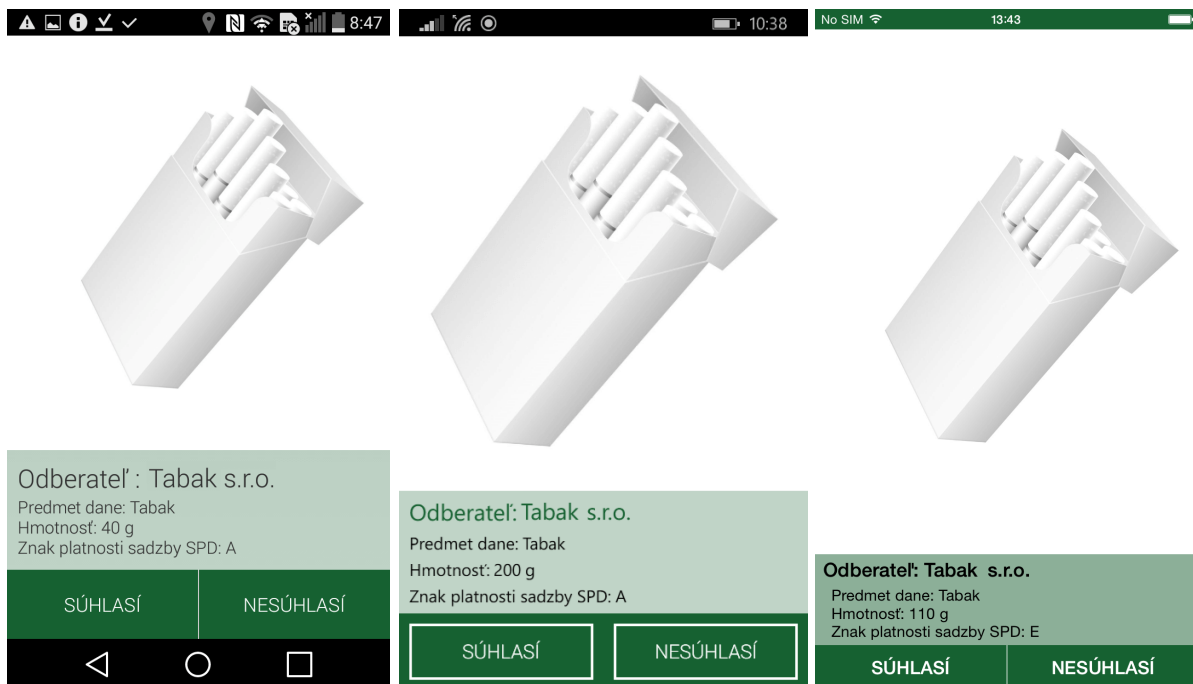 8:47
Odberateľ : Tabak s.r.o.
Predmet dane: Tabak
Hmotnosť: 40 g
Znak platnosti sadzby SPD: A
SÚHLASÍ
NESÚHLASÍ
10:38
Odberateľ: Tabak s.r.o.
Predmet dane: Tabak
Hmotnosť: 200 g
Znak platnosti sadzby SPD: A
SÚHLASÍ
NESÚHLASÍ
No SIM
13:43
Odberateľ: Tabak s.r.o.
Predmet dane: Tabak
Hmotnosť: 110 g
Znak platnosti sadzby SPD: E
SÚHLASÍ
NESÚHLASÍ